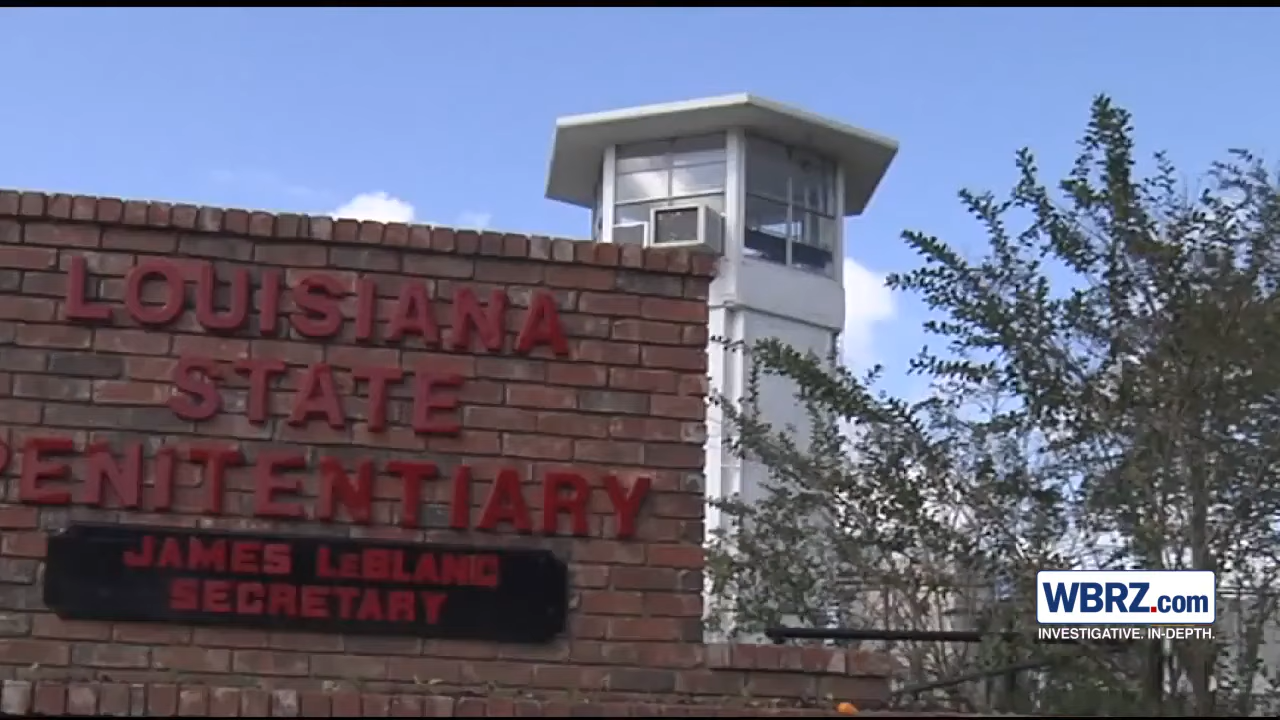 LOUISIANA
STATE
PENITENTIARY
JAMES LeBLANC
SECRETARY
WBRZ.com
INVESTIGATIVE. IN-DEPTH.